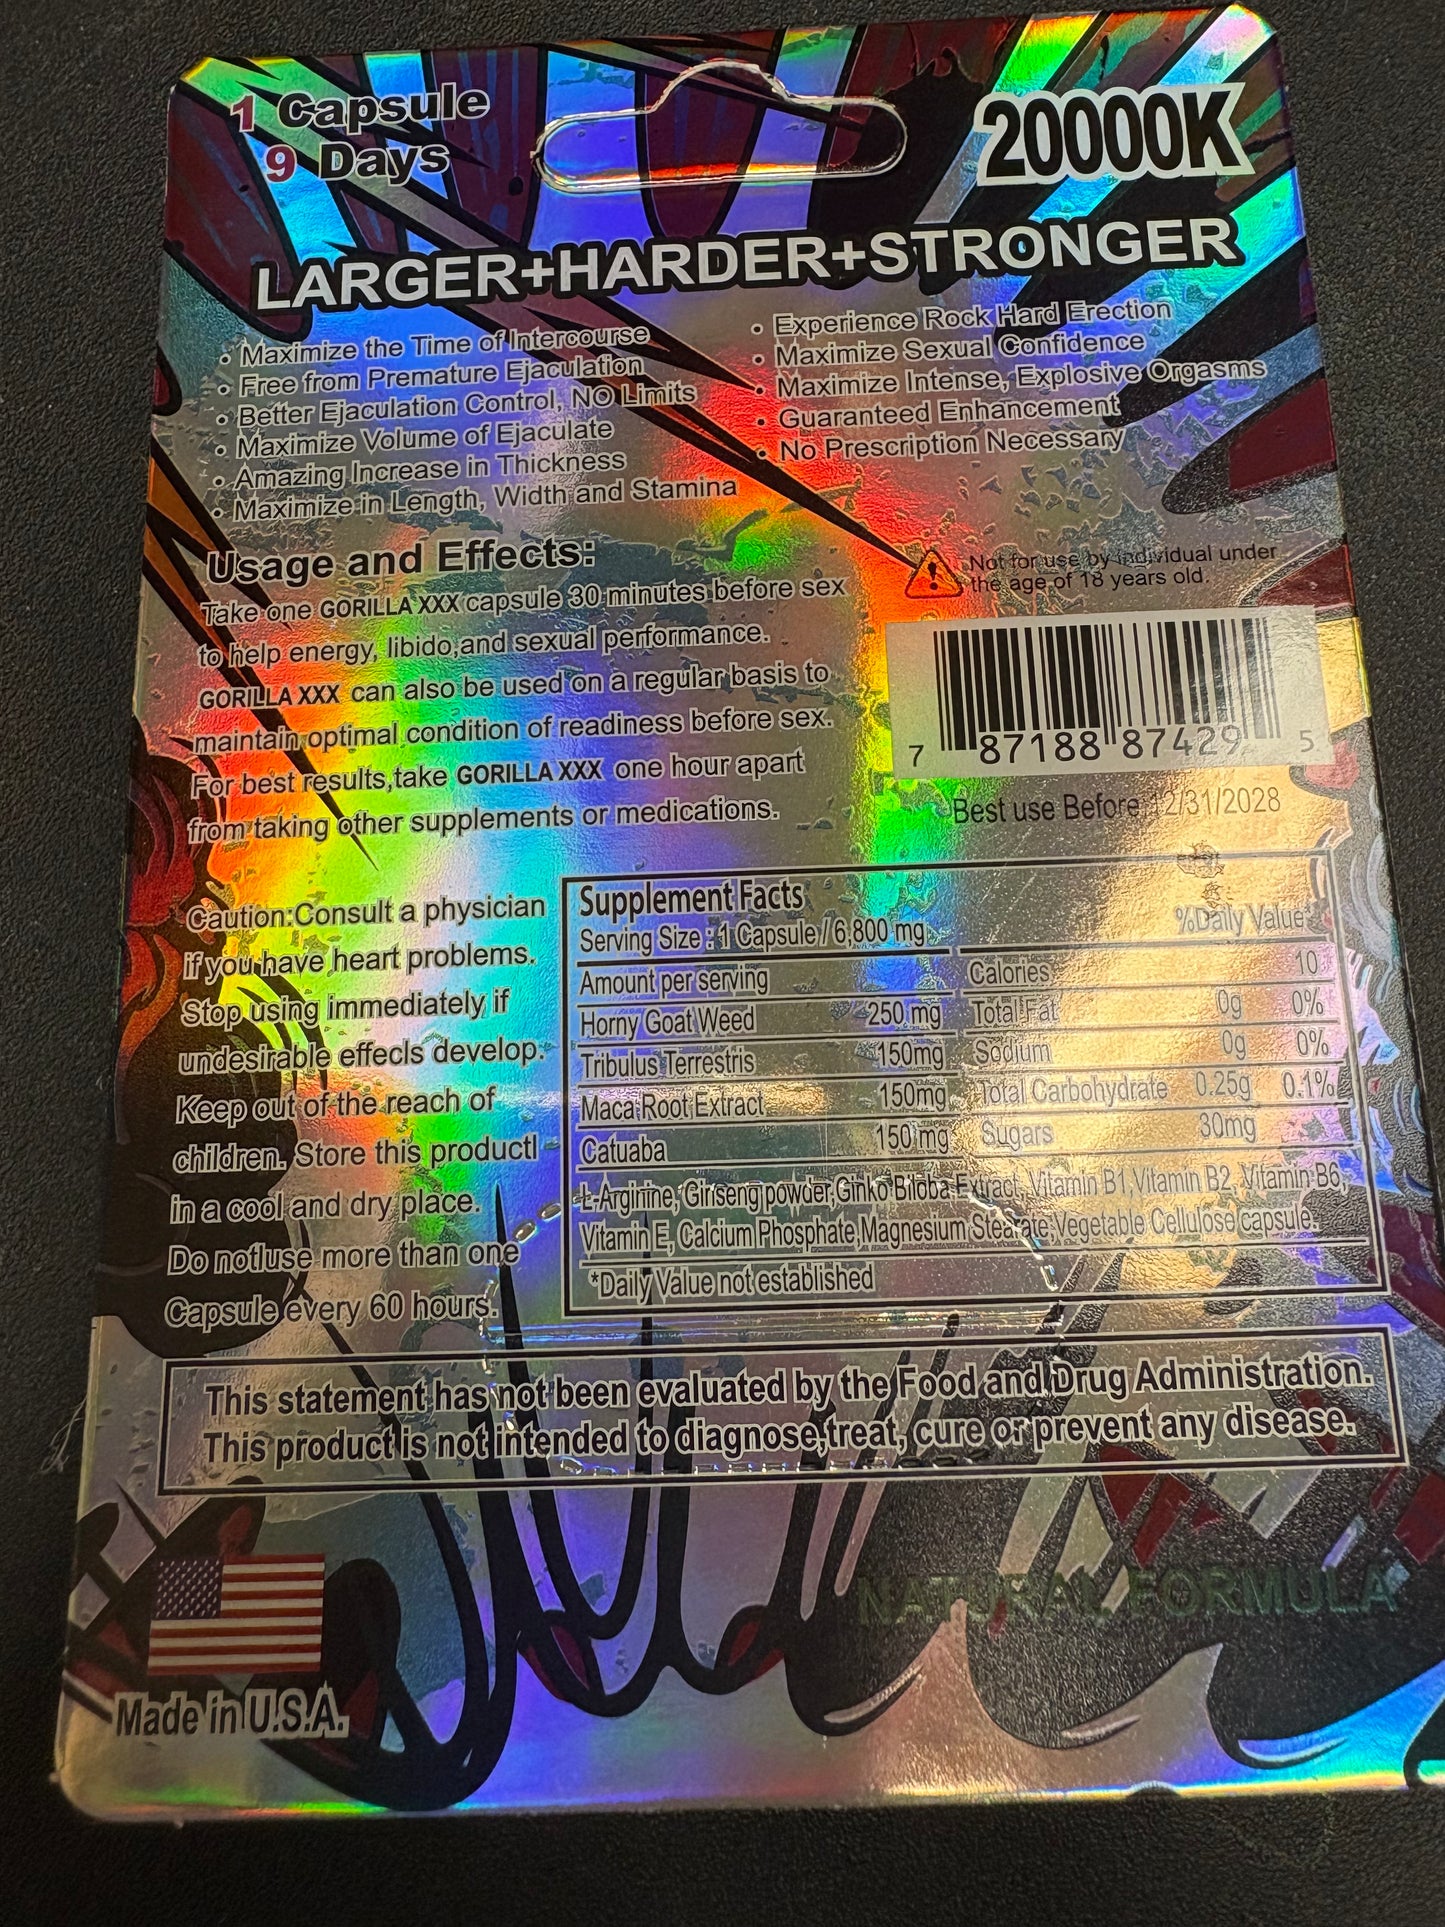 1 Capsule
9 Days
20000K
LARGER+HARDER+STRONGER
• Maximize the Time of Intercourse
• Free from Premature Ejaculation
• Better Ejaculation Control, NO Limits
• Maximize Volume of Ejaculate
• Amazing Increase in Thickness
• Maximize in Length, Width and Stamina
• Experience Rock Hard Erection
• Maximize Sexual Confidence
• Maximize Intense, Explosive Orgasms
• Guaranteed Enhancement
• No Prescription Necessary
Usage and Effects:
Take one GORILLA XXX capsule 30 minutes before sex
to help energy, libido,and sexual performance.
GORILLA XXX can also be used on a regular basis to
maintain optimal condition of readiness before sex.
For best results,take GORILLA XXX one hour apart
from taking other supplements or medications.
Not for use by individual under
the age of 18 years old.
7 87188 87429 5
Best use Before 12/31/2028
Caution:Consult a physician
if you have heart problems.
Stop using immediately if
undesirable effecls develop.
Keep out of the reach of
children. Store this productl
in a cool and dry place.
Do notluse more than one
Capsule every 60 hours.
Supplement Facts
Serving Size : 1 Capsule / 6,800 mg
%Daily Value*
Amount per serving
Horny Goat Weed 250 mg
Tribulus Terrestris 150mg
Maca Root Extract 150mg
Catuaba 150 mg
Calories 10
Total Fat 0g 0%
Sodium 0g 0%
Total Carbohydrate 0.25g 0.1%
Sugars 30mg
L-Arginine, Ginseng powder,Ginko Biloba Extract, Vitamin B1,Vitamin B2, Vitamin B6,
Vitamin E, Calcium Phosphate,Magnesium Stearate,Vegetable Cellulose capsule.
*Daily Value not established
This statement has not been evaluated by the Food and Drug Administration.
This product is not intended to diagnose,treat, cure or prevent any disease.
NATURAL FORMULA
Made in U.S.A.